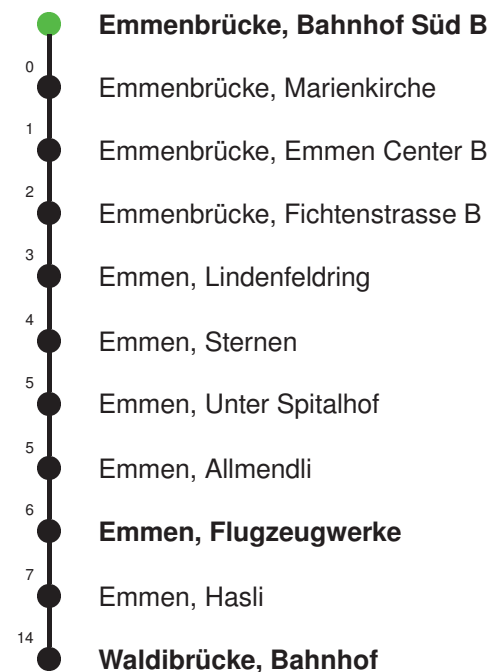 Emmenbrücke, Bahnhof Süd B
0
Emmenbrücke, Marienkirche
1
Emmenbrücke, Emmen Center B
2
Emmenbrücke, Fichtenstrasse B
3
Emmen, Lindenfeldring
4
Emmen, Sternen
5
Emmen, Unter Spitalhof
5
Emmen, Allmendli
6
Emmen, Flugzeugwerke
7
Emmen, Hasli
14
Waldibrücke, Bahnhof